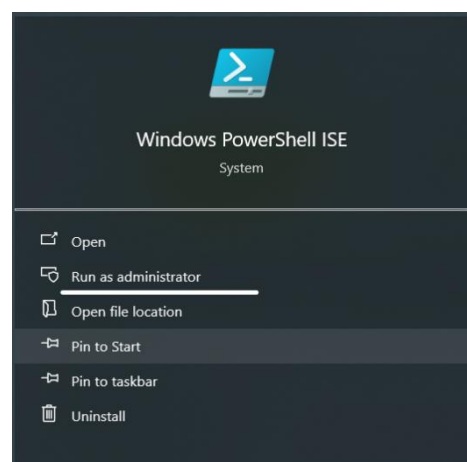 Windows PowerShell ISE
System
Open
Run as administrator
Open file location
Pin to Start
Pin to taskbar
Uninstall